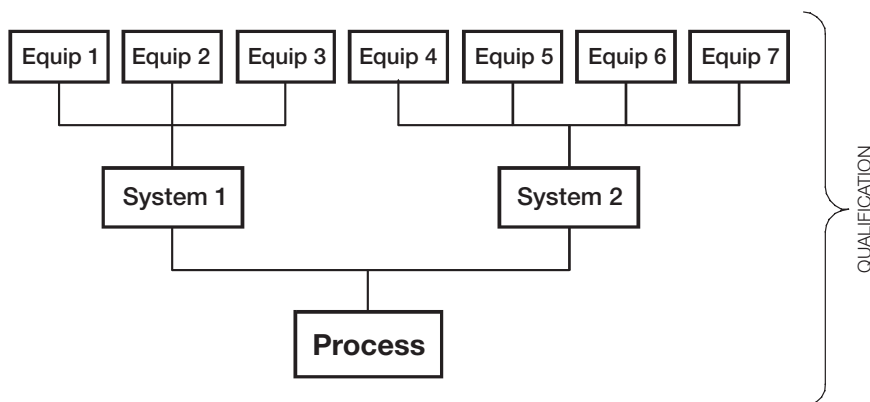 Equip 1
Equip 2
Equip 3
Equip 4
Equip 5
Equip 6
Equip 7
System 1
System 2
Process
QUALIFICATION